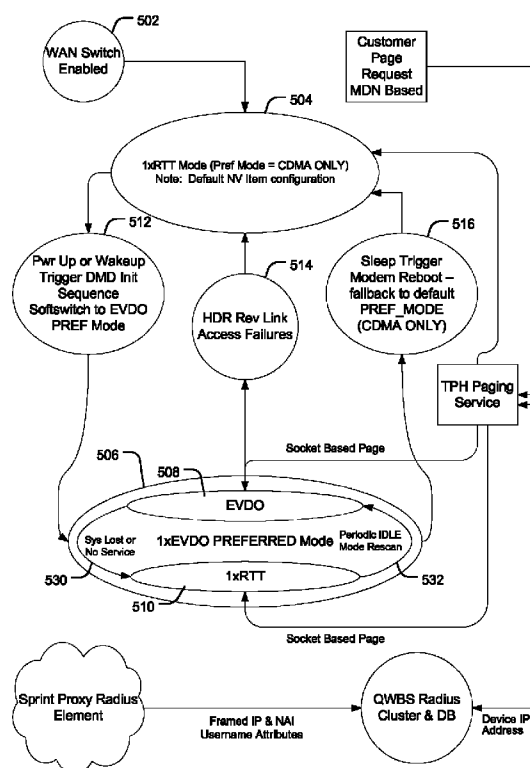 502
WAN Switch
Enabled
Customer
Page
Request
MDN Based
504
1xRTT Mode (Pref Mode = CDMA ONLY)
Note: Default NV Item configuration
512
Pwr Up or Wakeup
Trigger DMD Init
Sequence
Softswitch to EVDO
PREF Mode
514
HDR Rev Link
Access Failures
516
Sleep Trigger
Modem Reboot –
fallback to default
PREF_MODE
(CDMA ONLY)
TPH Paging
Service
Socket Based Page
506
508
EVDO
Sys Lost or
No Service
1xEVDO PREFERRED Mode
Periodic IDLE
Mode Rescan
530
1xRTT
532
510
Socket Based Page
Sprint Proxy Radius
Element
Framed IP & NAI
Username Attributes
QWBS Radius
Cluster & DB
Device IP
Address